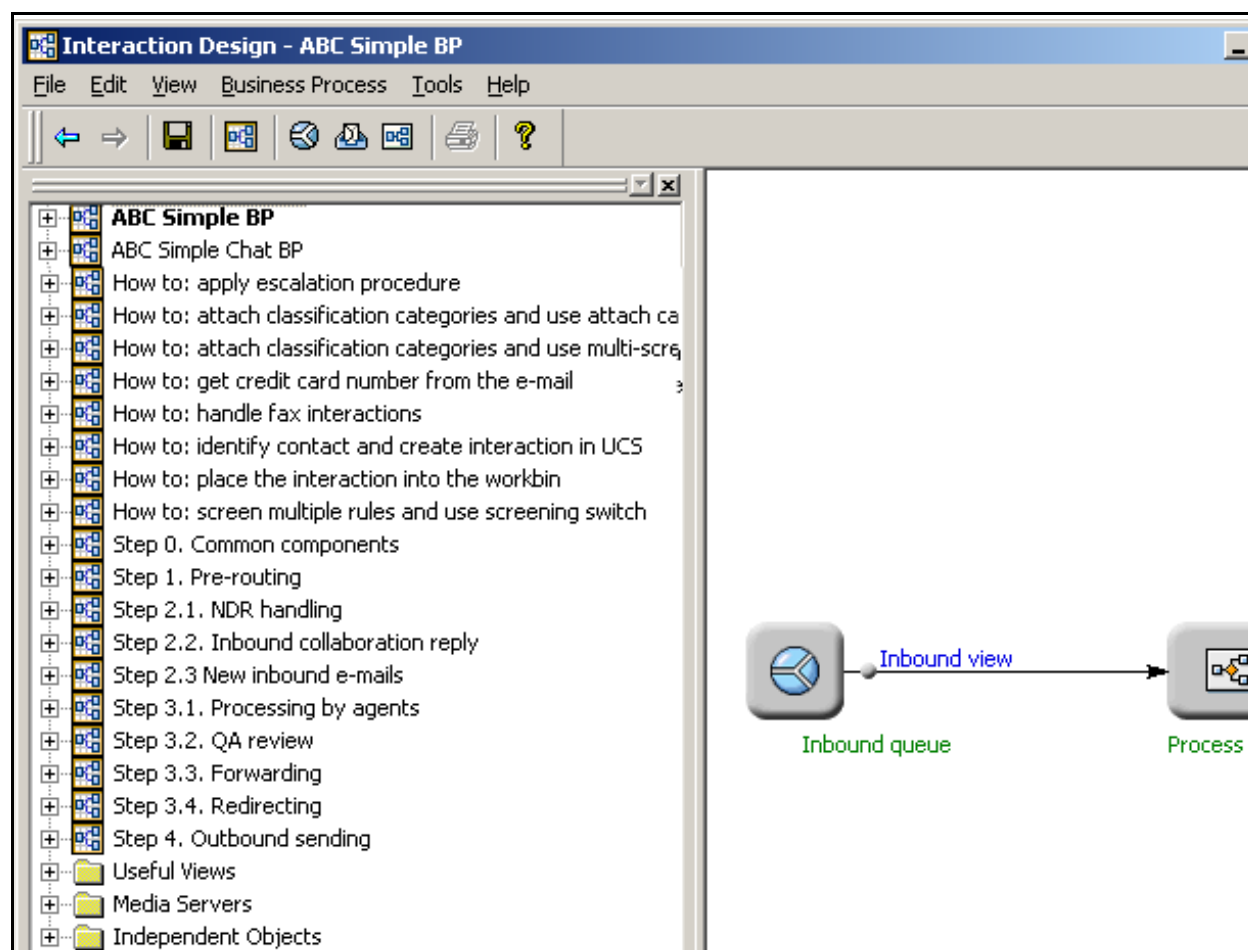 Interaction Design - ABC Simple BP
File Edit View Business Process Tools Help
ABC Simple BP
ABC Simple Chat BP
How to: apply escalation procedure
How to: attach classification categories and use attach ca
How to: attach classification categories and use multi-scre
How to: get credit card number from the e-mail
How to: handle fax interactions
How to: identify contact and create interaction in UCS
How to: place the interaction into the workbin
How to: screen multiple rules and use screening switch
Step 0. Common components
Step 1. Pre-routing
Step 2.1. NDR handling
Step 2.2. Inbound collaboration reply
Step 2.3 New inbound e-mails
Step 3.1. Processing by agents
Step 3.2. QA review
Step 3.3. Forwarding
Step 3.4. Redirecting
Step 4. Outbound sending
Useful Views
Media Servers
Independent Objects
Inbound view
Inbound queue
Process